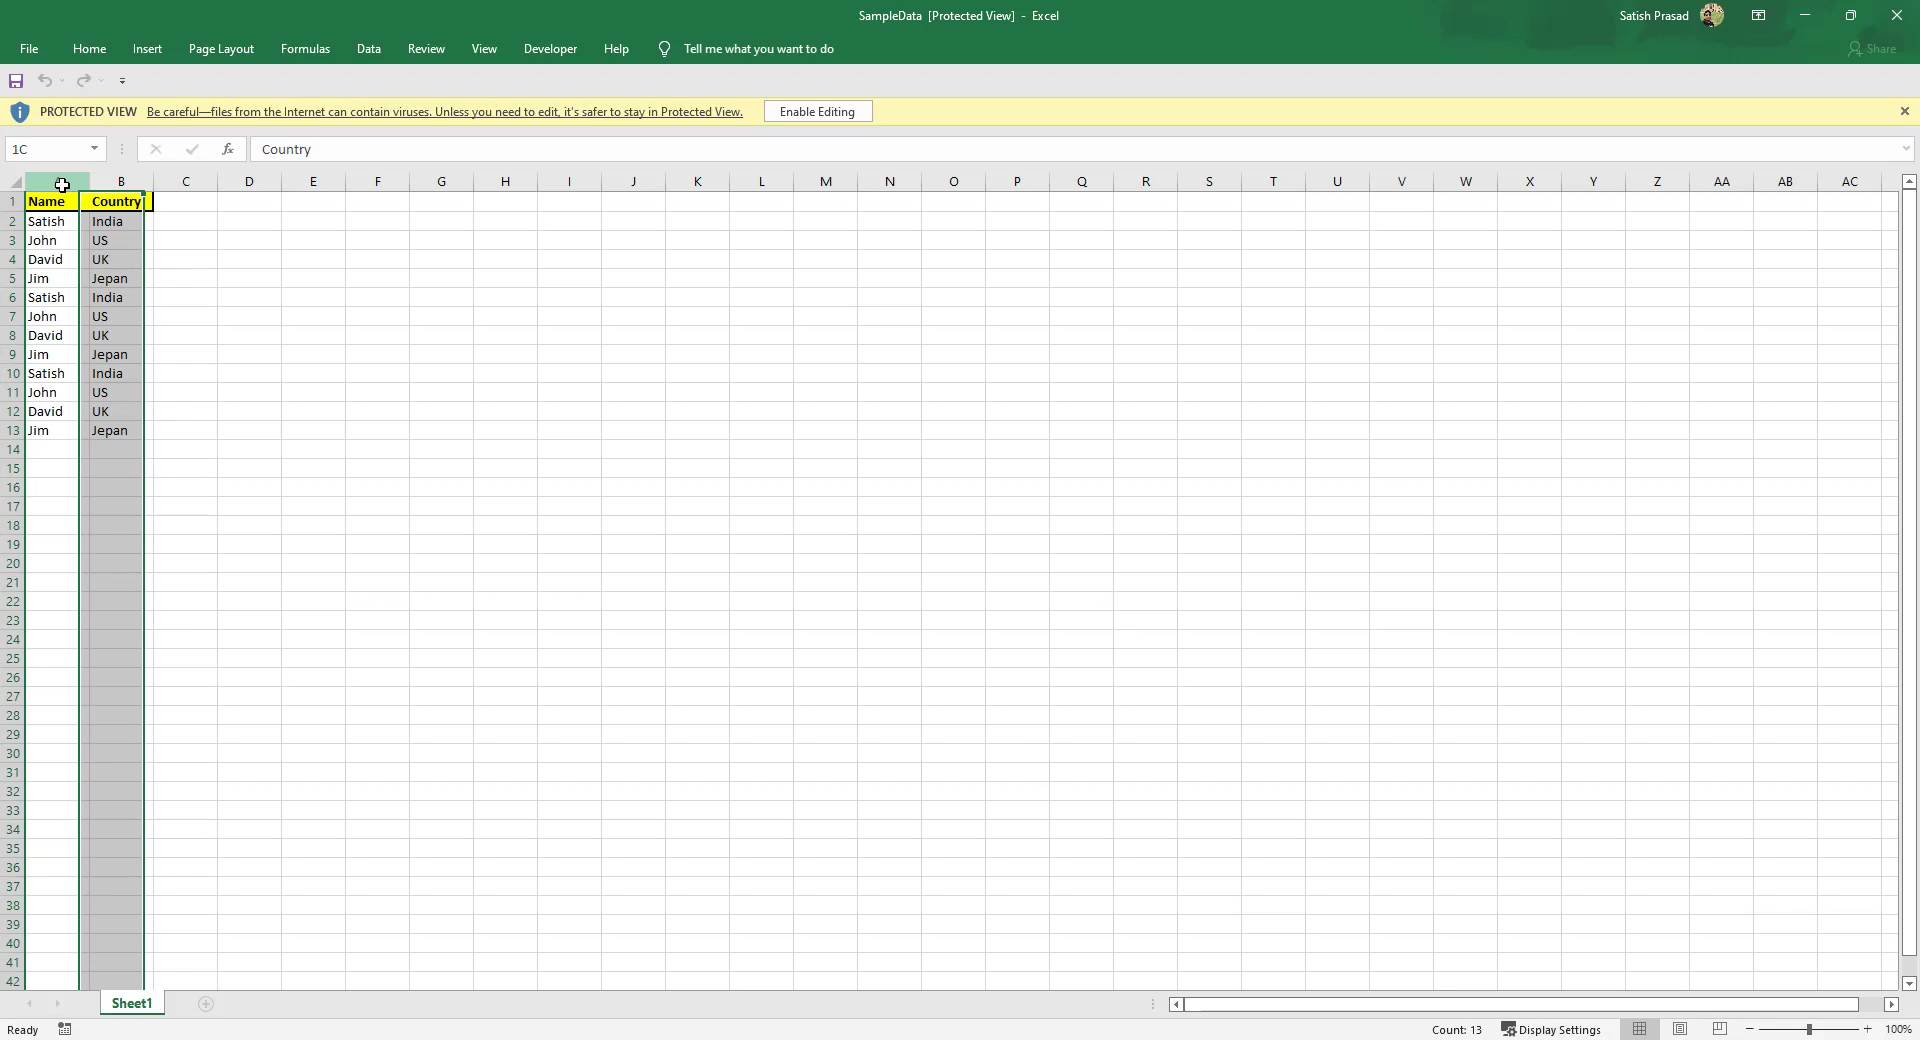 SampleData [Protected View] - Excel
Satish Prasad
File Home Insert Page Layout Formulas Data Review View Developer Help Tell me what you want to do
Share
PROTECTED VIEW Be careful—files from the Internet can contain viruses. Unless you need to edit, it's safer to stay in Protected View. Enable Editing
1C fx Country
B C D E F G H I J K L M N O P Q R S T U V W X Y Z AA AB AC
1 Name Country
2 Satish India
3 John US
4 David UK
5 Jim Jepan
6 Satish India
7 John US
8 David UK
9 Jim Jepan
10 Satish India
11 John US
12 David UK
13 Jim Jepan
14
15
16
17
18
19
20
21
22
23
24
25
26
27
28
29
30
31
32
33
34
35
36
37
38
39
40
41
42
Sheet1
Ready Count: 13 Display Settings 100%